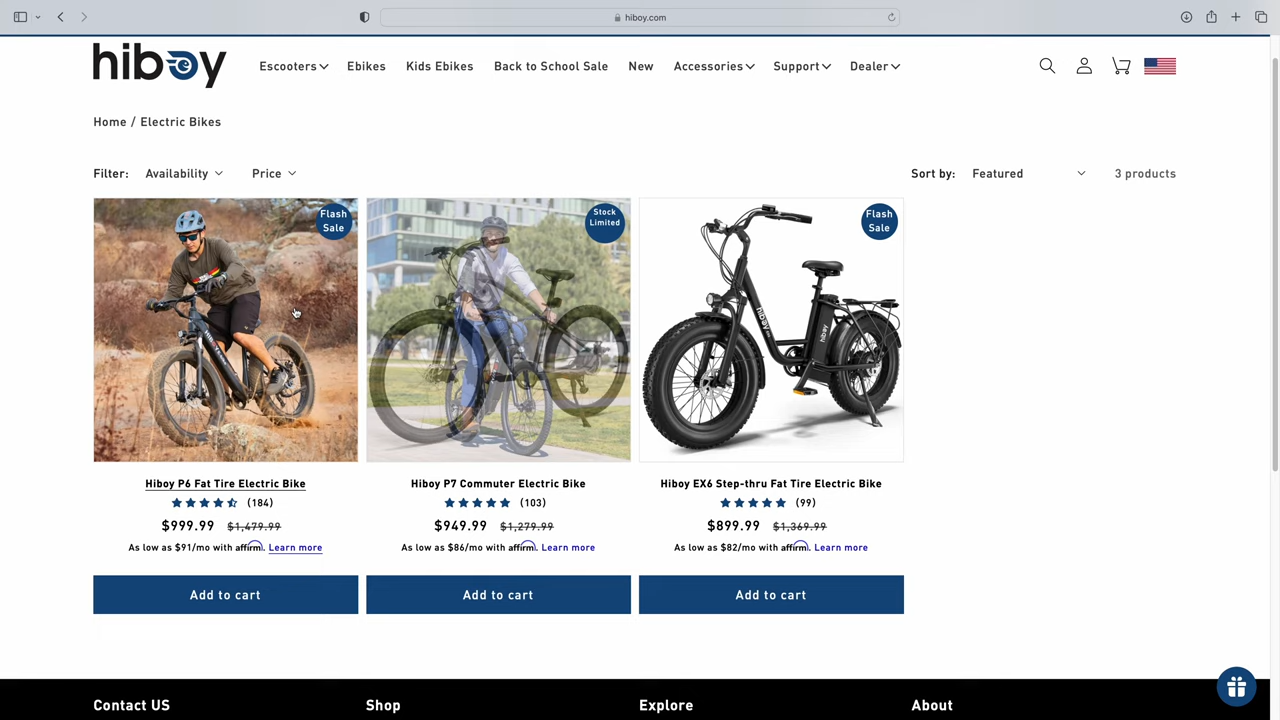 hiboy.com
hiboy
Escooters
Ebikes
Kids Ebikes
Back to School Sale
New
Accessories
Support
Dealer
Home / Electric Bikes
Filter:
Availability
Price
Sort by:
Featured
3 products
Flash
Sale
Stock
Limited
Flash
Sale
hiboy
hiboy
Hiboy P6 Fat Tire Electric Bike
(184)
$999.99 $1,479.99
As low as $91/mo with affirm. Learn more
Add to cart
Hiboy P7 Commuter Electric Bike
(103)
$949.99 $1,279.99
As low as $86/mo with affirm. Learn more
Add to cart
Hiboy EX6 Step-thru Fat Tire Electric Bike
(99)
$899.99 $1,369.99
As low as $82/mo with affirm. Learn more
Add to cart
Contact US
Shop
Explore
About